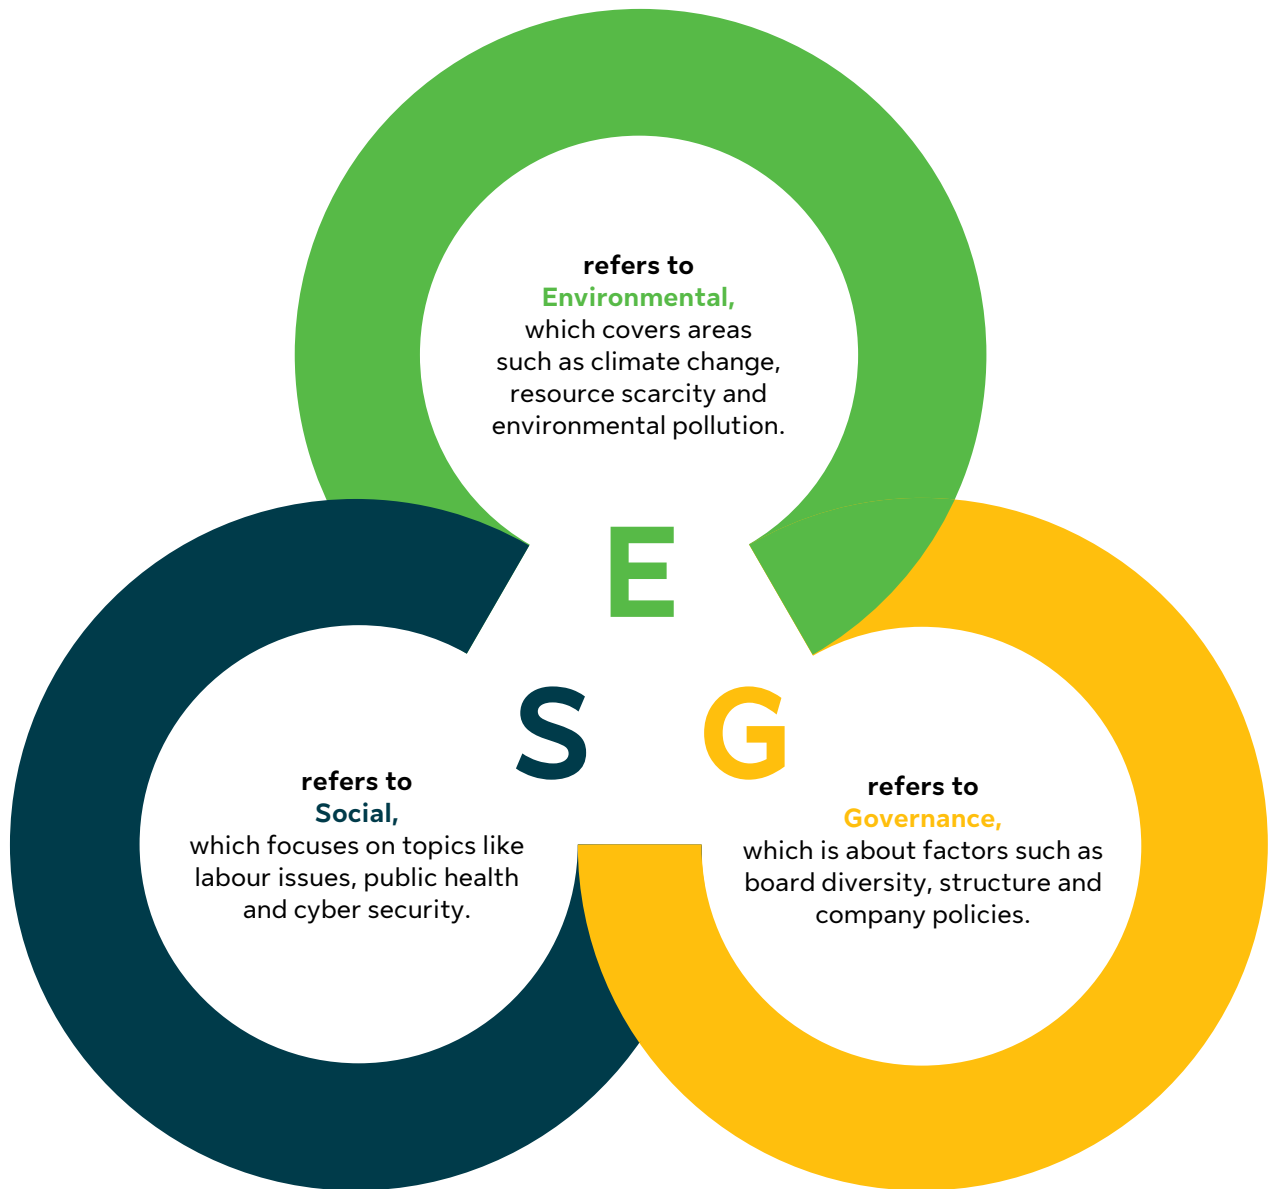 refers to
Environmental,
which covers areas
such as climate change,
resource scarcity and
environmental pollution.
E
S G
refers to
Social,
which focuses on topics like
labour issues, public health
and cyber security.
refers to
Governance,
which is about factors such as
board diversity, structure and
company policies.